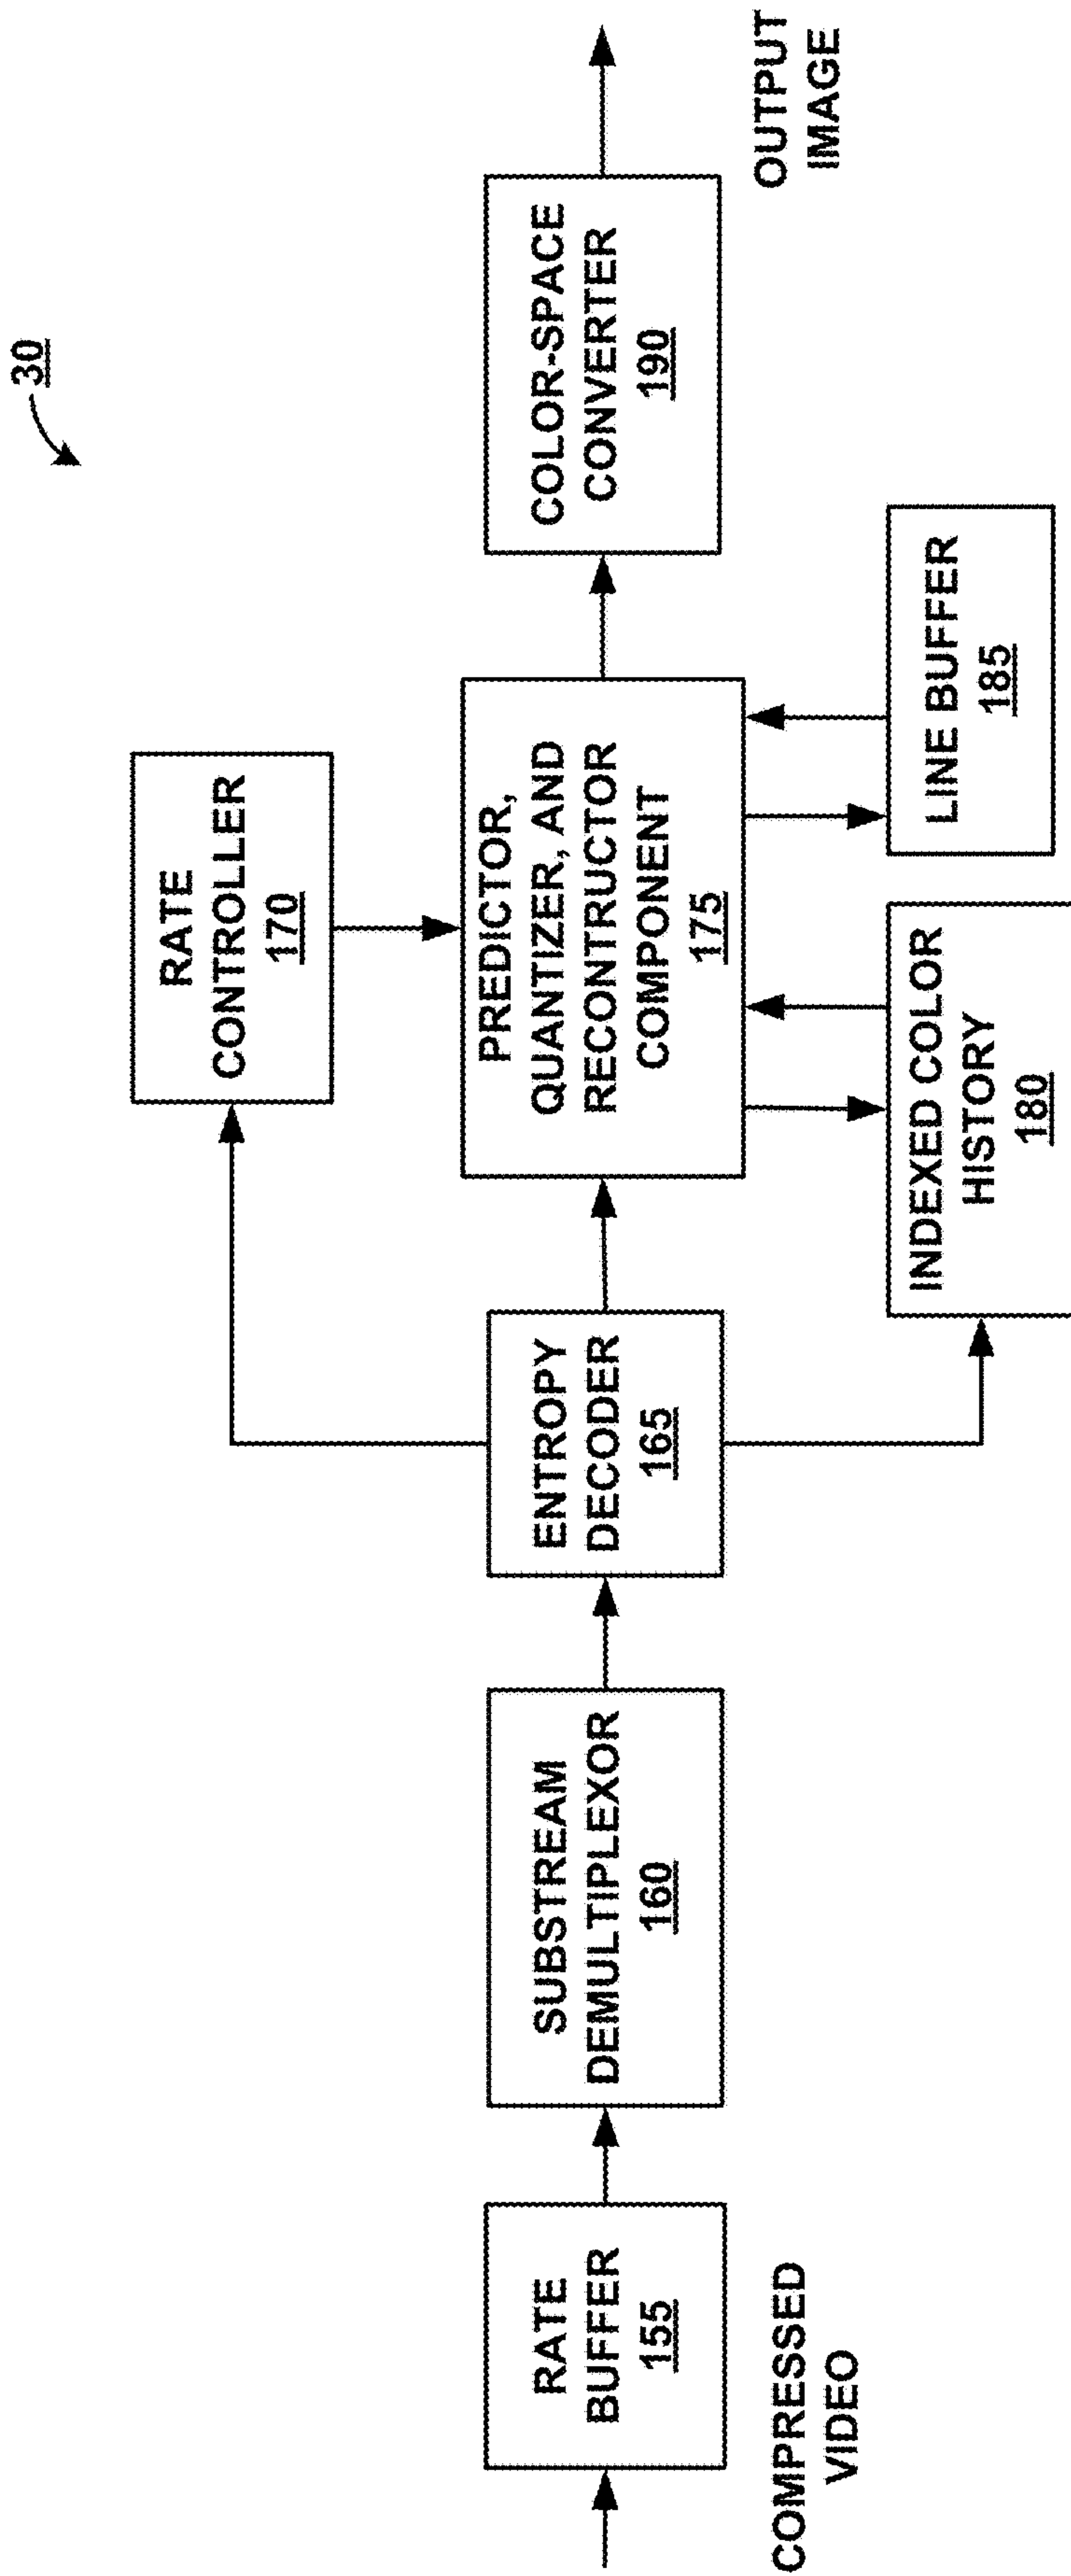 30
RATE
CONTROLLER
170
COMPRESSED
VIDEO
RATE
BUFFER
155
SUBSTREAM
DEMULTIPLEXOR
160
ENTROPY
DECODER
165
PREDICTOR,
QUANTIZER, AND
RECONTRUCTOR
COMPONENT
175
COLOR-SPACE
CONVERTER
190
OUTPUT
IMAGE
INDEXED COLOR
HISTORY
180
LINE BUFFER
185